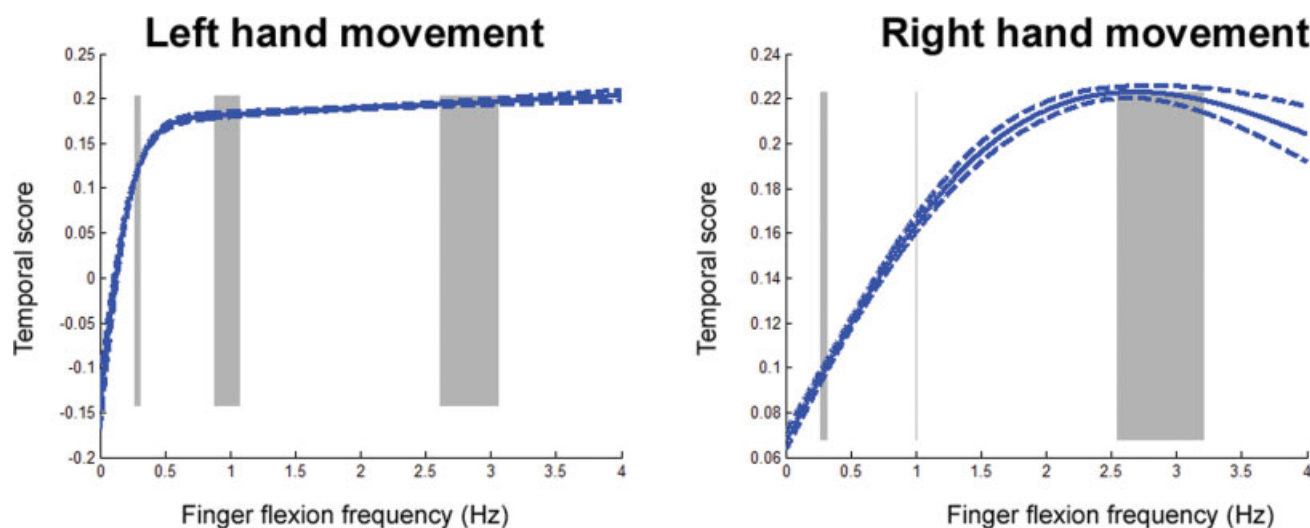 Left hand movement
0.25
0.2
0.15
0.1
0.05
0
-0.05
-0.1
-0.15
-0.2
Temporal score
0 0.5 1 1.5 2 2.5 3 3.5 4
Finger flexion frequency (Hz)
Right hand movement
0.24
0.22
0.2
0.18
0.16
0.14
0.12
0.1
0.08
0.06
Temporal score
0 0.5 1 1.5 2 2.5 3 3.5 4
Finger flexion frequency (Hz)